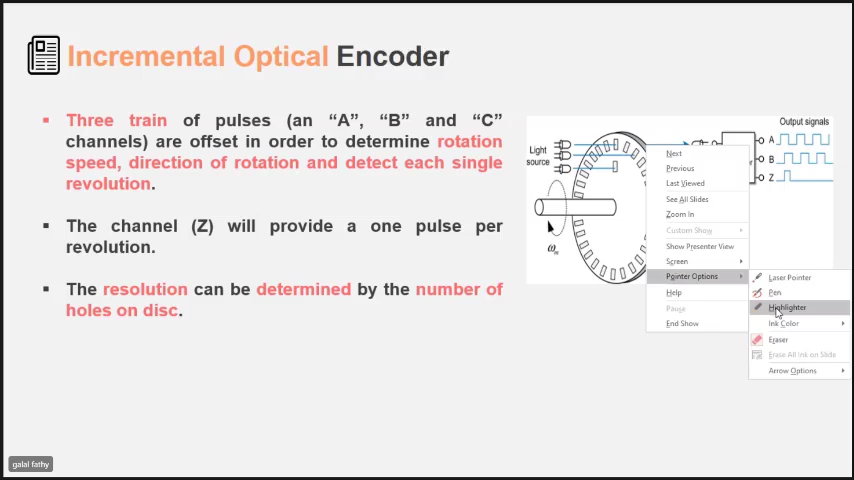 Incremental Optical Encoder
▪ Three train of pulses (an “A”, “B” and “C”
channels) are offset in order to determine rotation
speed, direction of rotation and detect each single
revolution.
▪ The channel (Z) will provide a one pulse per
revolution.
▪ The resolution can be determined by the number of
holes on disc.
Output signals
Light
source
A
B
Z
ωm
Next
Previous
Last Viewed
See All Slides
Zoom In
Custom Show
Show Presenter View
Screen
Pointer Options
Help
Pause
End Show
Laser Pointer
Pen
Highlighter
Ink Color
Eraser
Erase All Ink on Slide
Arrow Options
galal fathy